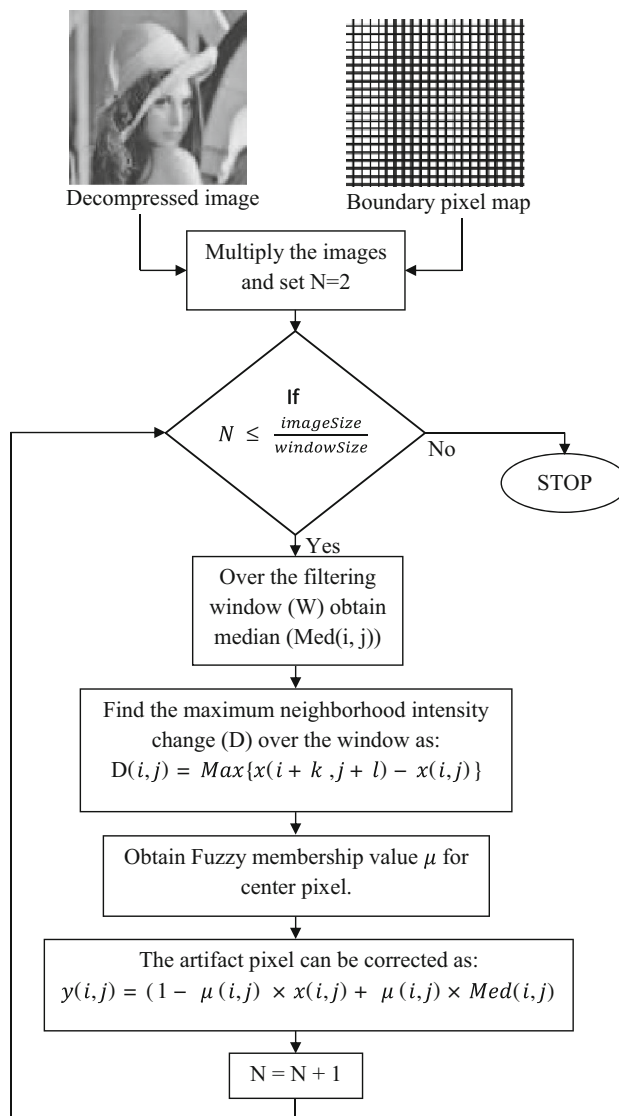 Decompressed image
Boundary pixel map
Multiply the images
and set N=2
If
N ≤ imageSize / windowSize
No
STOP
Yes
Over the filtering
window (W) obtain
median (Med(i, j))
Find the maximum neighborhood intensity
change (D) over the window as:
D(i,j) = Max{x(i + k ,j + l) − x(i,j)}
Obtain Fuzzy membership value μ for
center pixel.
The artifact pixel can be corrected as:
y(i,j) = (1 − μ (i,j) × x(i,j) + μ (i,j) × Med(i,j)
N = N + 1